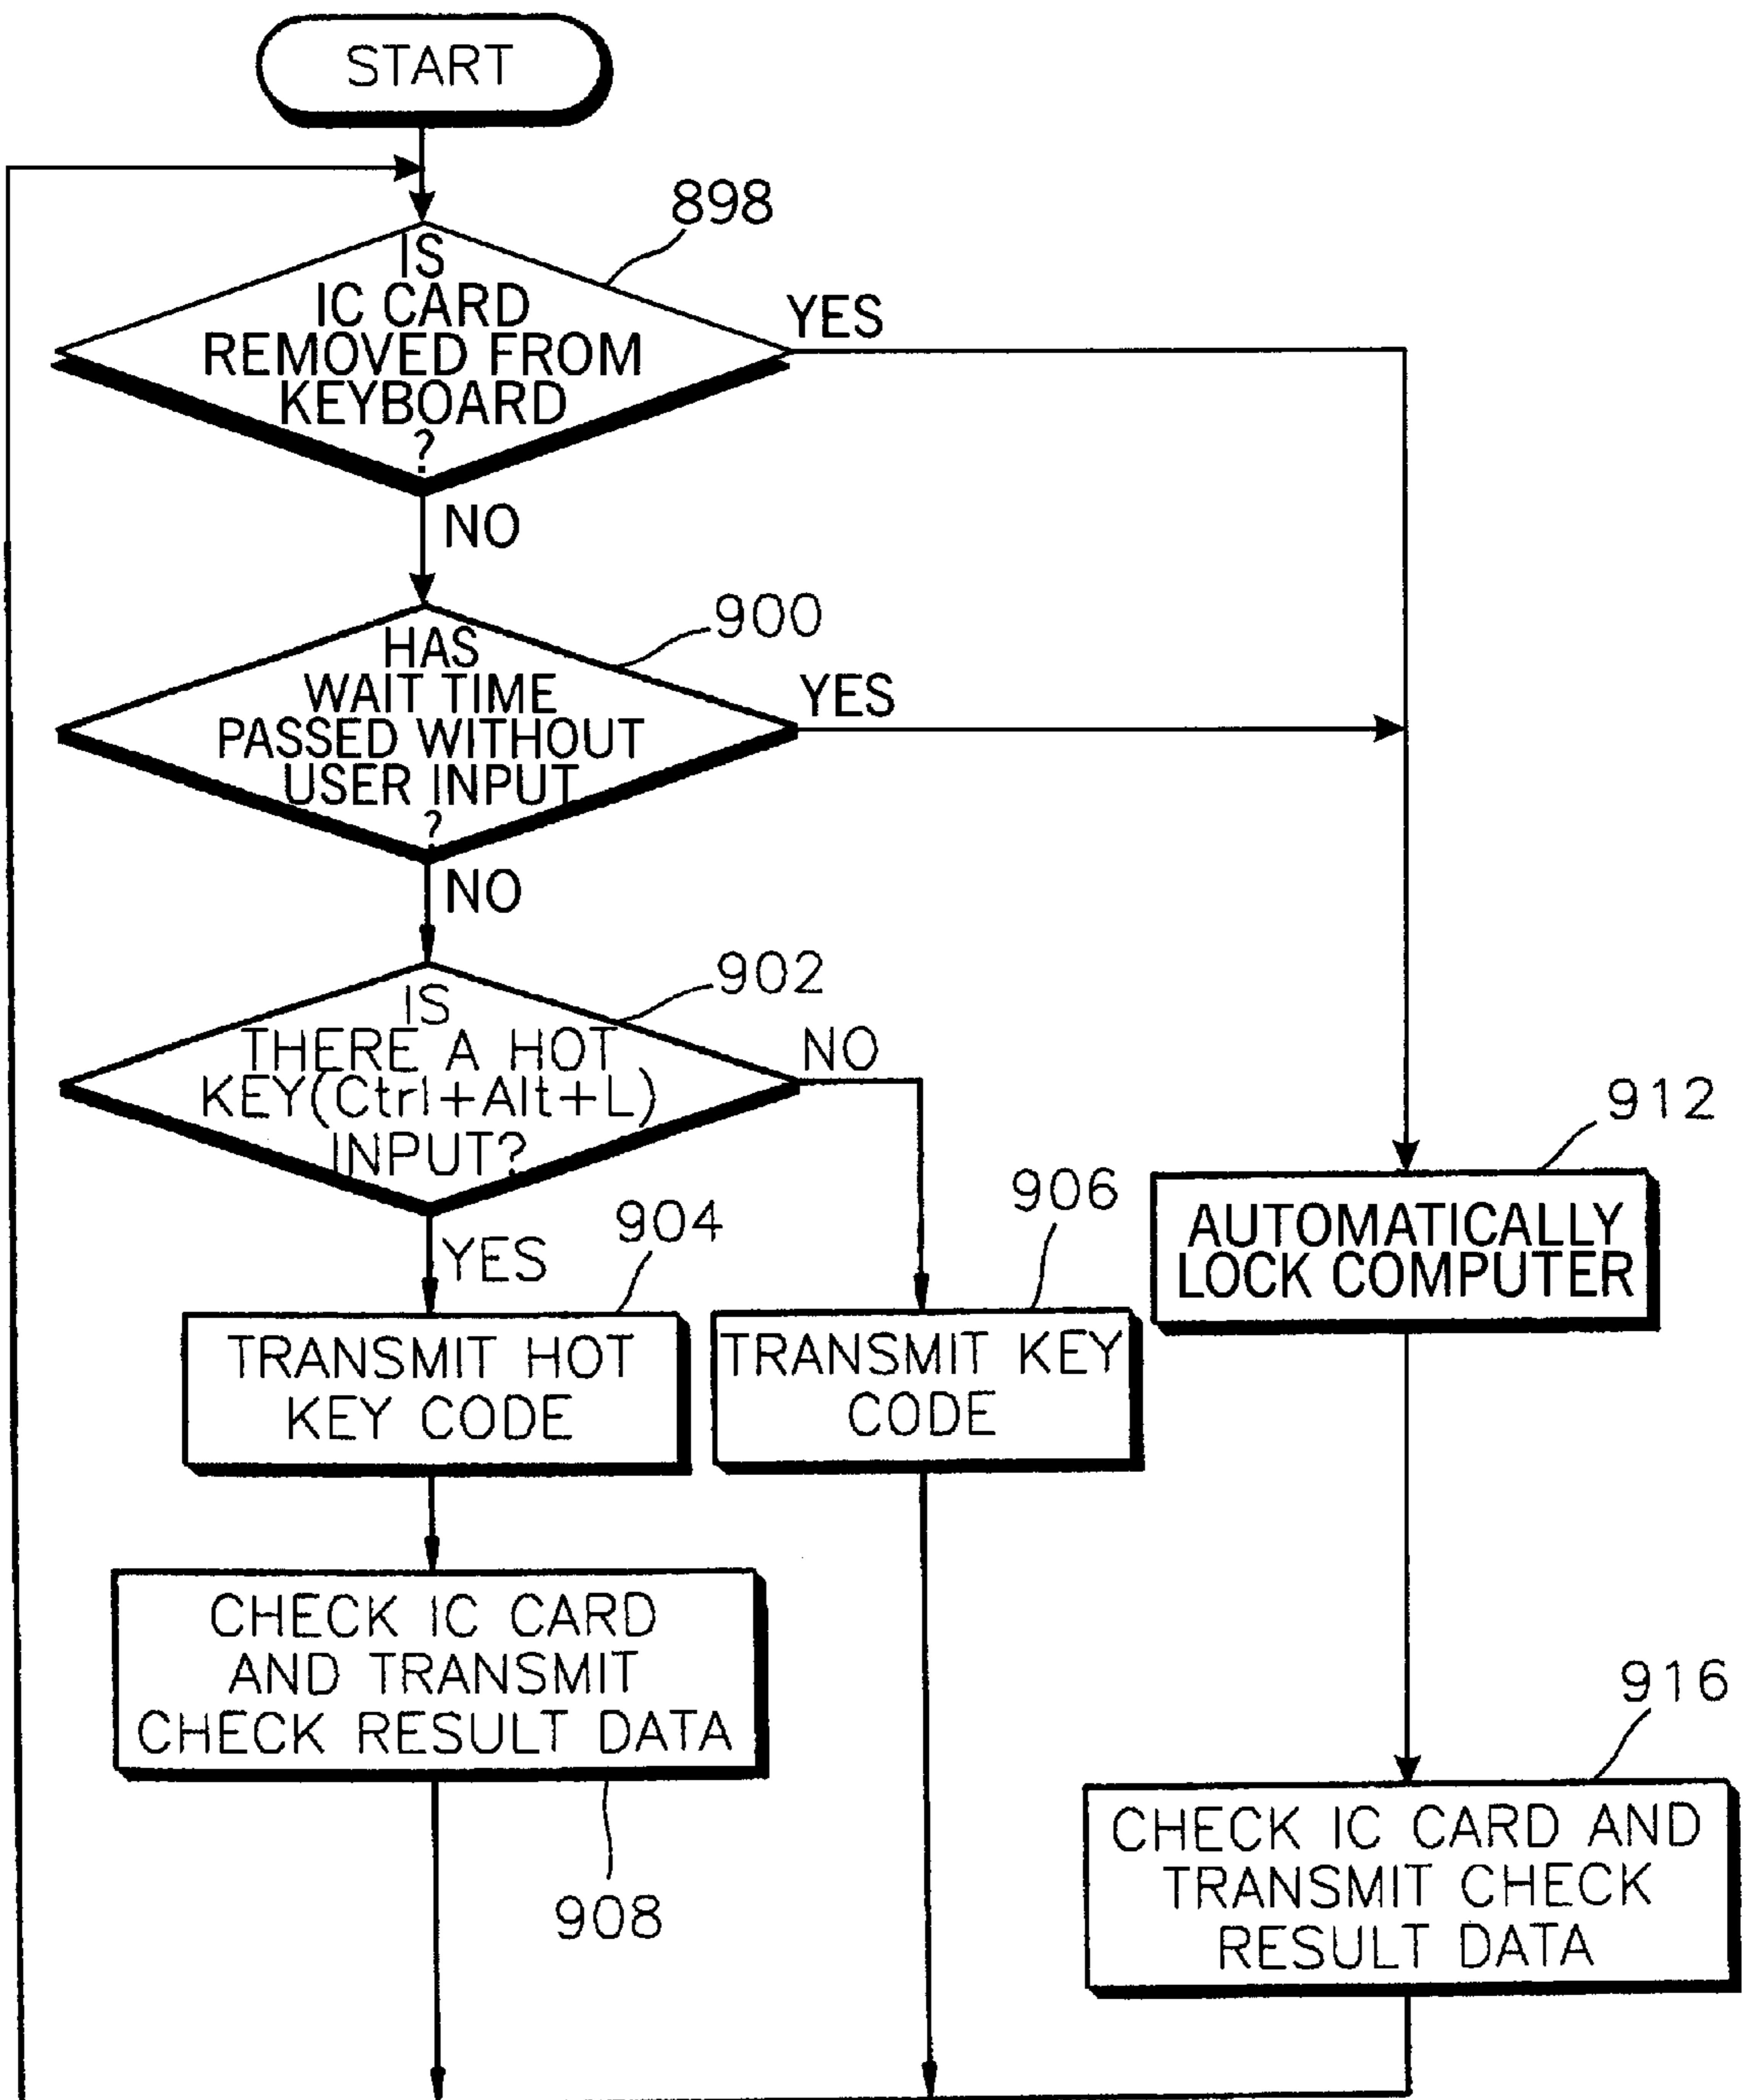 START
898
IS
IC CARD
REMOVED FROM
KEYBOARD
?
YES
NO
900
HAS
WAIT TIME
PASSED WITHOUT
USER INPUT
?
YES
NO
902
IS
THERE A HOT
KEY(Ctrl+Alt+L)
INPUT?
NO
YES
904
TRANSMIT HOT
KEY CODE
906
TRANSMIT KEY
CODE
912
AUTOMATICALLY
LOCK COMPUTER
CHECK IC CARD
AND TRANSMIT
CHECK RESULT DATA
908
916
CHECK IC CARD AND
TRANSMIT CHECK
RESULT DATA